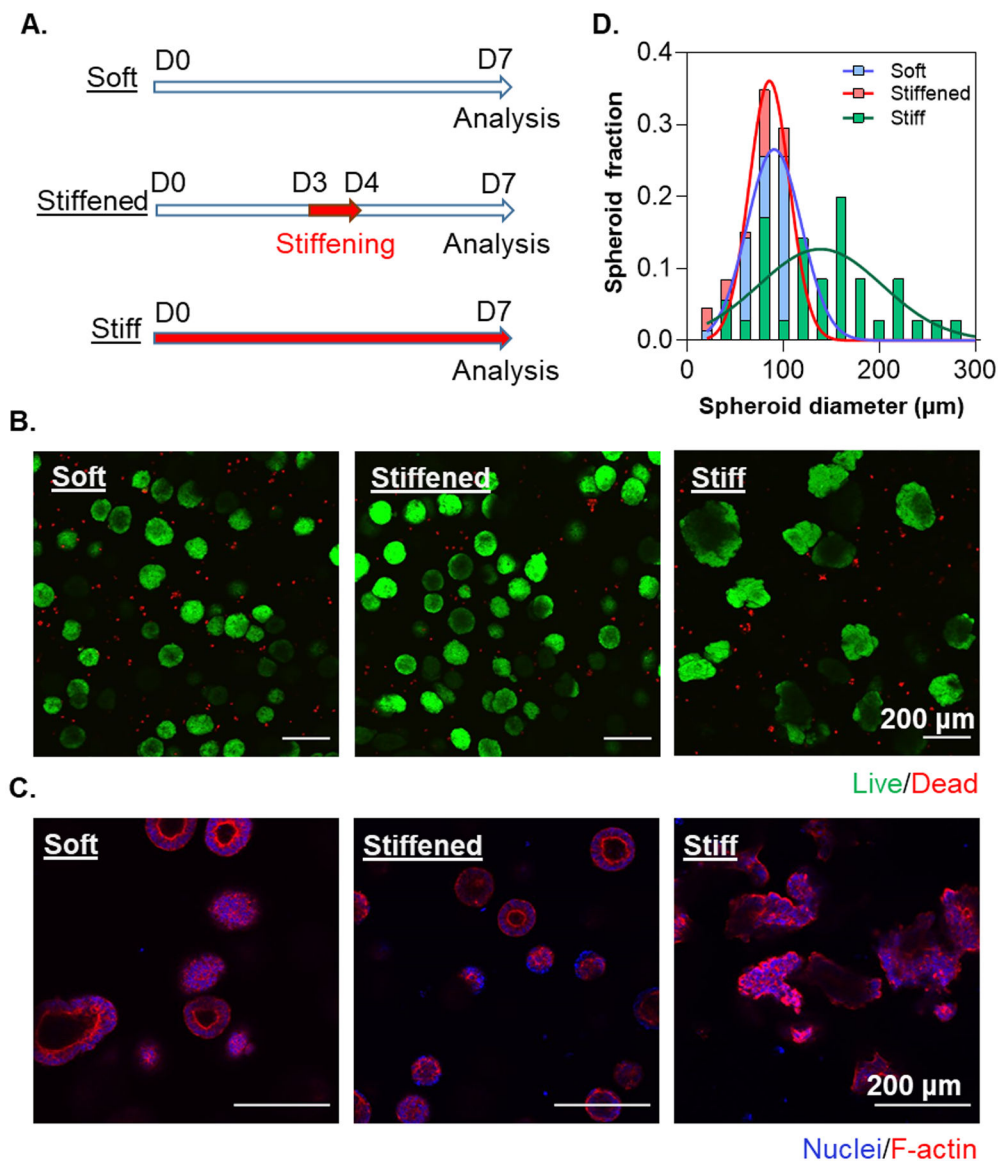 A.
D0 D7
Soft
Analysis
D0 D3 D4 D7
Stiffened
Stiffening Analysis
D0 D7
Stiff
Analysis
D.
0.4
0.3
0.2
0.1
0.0
Spheroid fraction
Soft
Stiffened
Stiff
0 100 200 300
Spheroid diameter (µm)
B.
Soft
Stiffened
Stiff
200 µm
Live/Dead
C.
Soft
Stiffened
Stiff
200 µm
Nuclei/F-actin